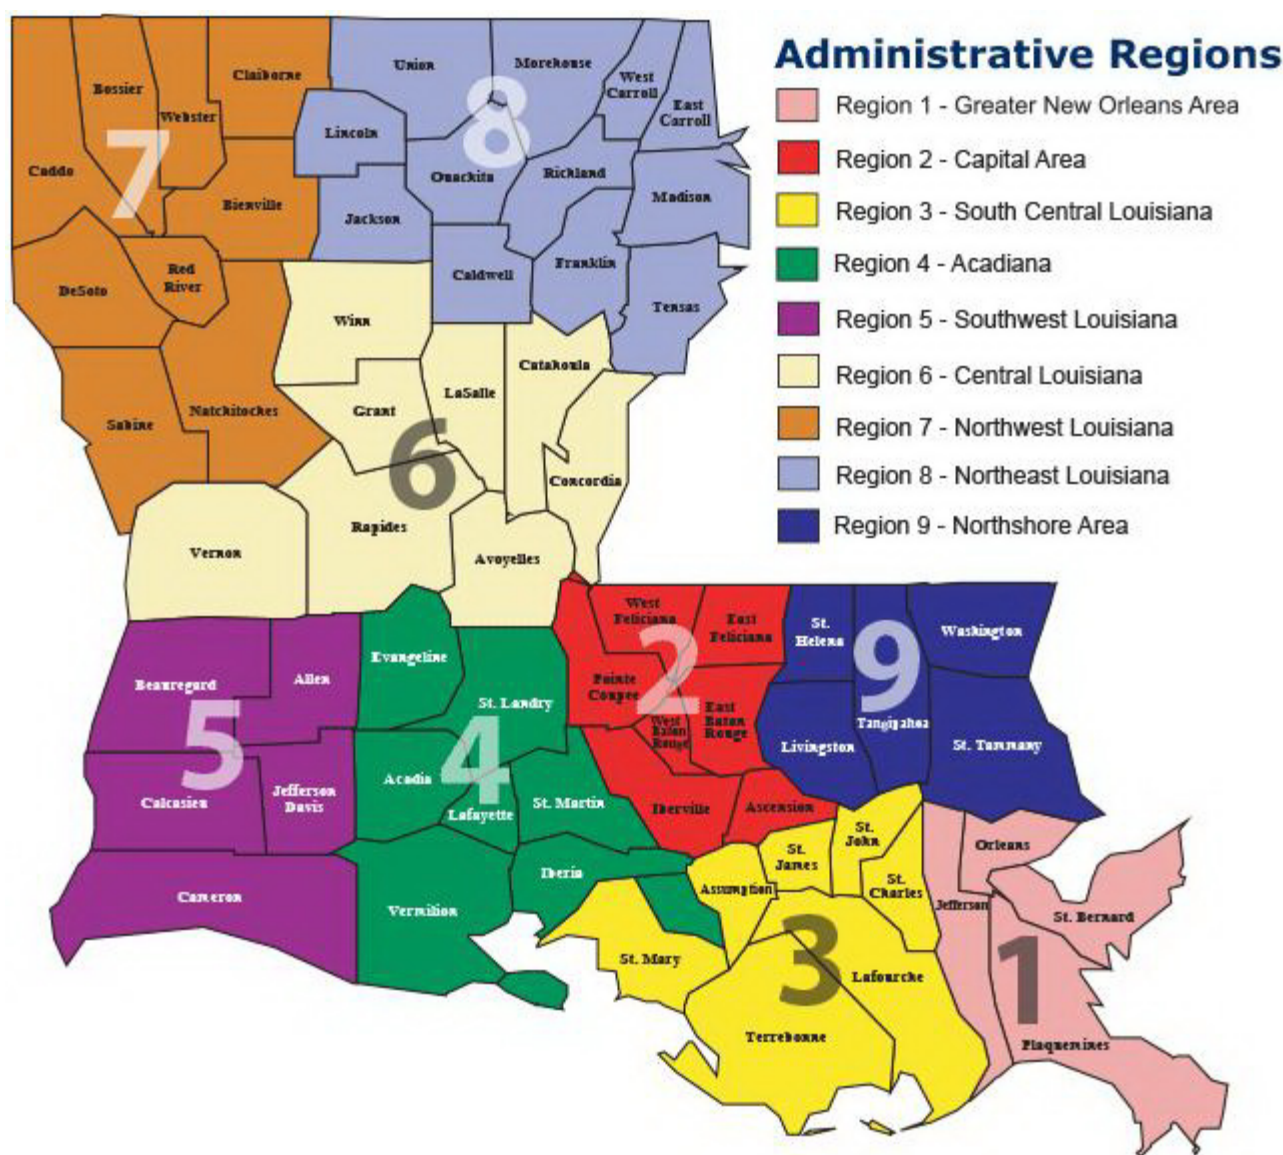 Administrative Regions
Region 1 - Greater New Orleans Area
Region 2 - Capital Area
Region 3 - South Central Louisiana
Region 4 - Acadiana
Region 5 - Southwest Louisiana
Region 6 - Central Louisiana
Region 7 - Northwest Louisiana
Region 8 - Northeast Louisiana
Region 9 - Northshore Area
7
Caddo
Bossier
Webster
Claiborne
Bienville
DeSoto
Red
River
Sabine
Natchitoches
8
Union
Morehouse
West
Carroll
East
Carroll
Lincoln
Ouachita
Richland
Madison
Jackson
Caldwell
Franklin
Tensas
6
Winn
Grant
LaSalle
Catahoula
Concordia
Rapides
Vernon
Avoyelles
5
Beauregard
Allen
Calcasieu
Jefferson
Davis
Cameron
4
Evangeline
St. Landry
Acadia
Lafayette
St. Martin
Iberia
Vermilion
2
West
Feliciana
East
Feliciana
Pointe
Coupee
West
Baton
Rouge
East
Baton
Rouge
Iberville
Ascension
9
St.
Helena
Tangipahoa
Washington
Livingston
St. Tammany
3
St.
James
St.
John
St.
Charles
Assumption
St. Mary
Lafourche
Terrebonne
1
Orleans
Jefferson
St. Bernard
Plaquemines